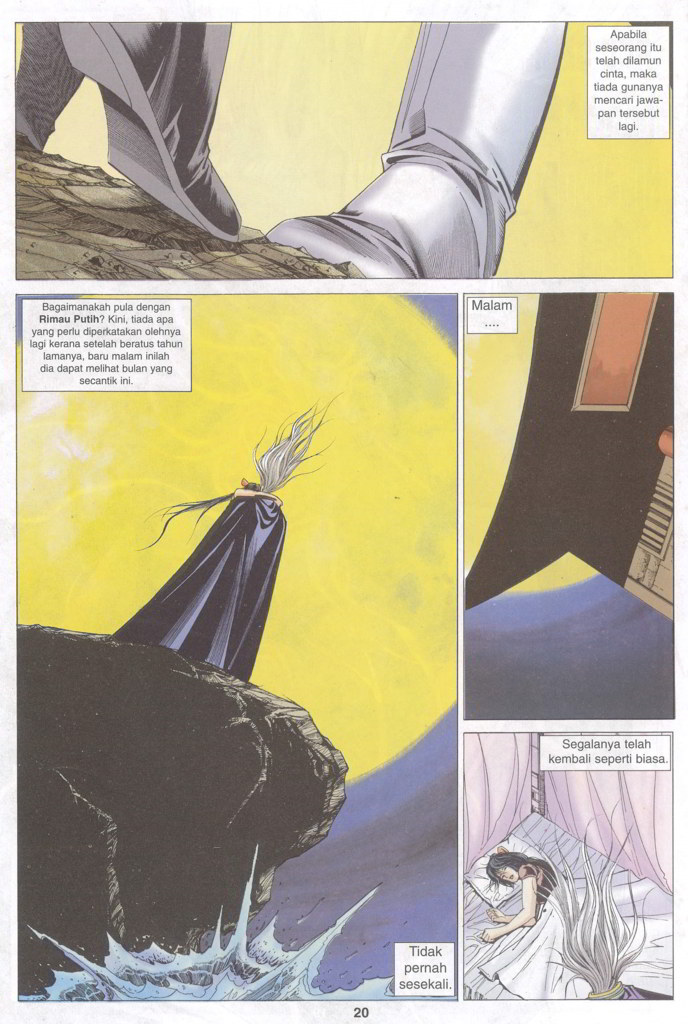 Apabila
seseorang itu
telah dilamun
cinta, maka
tiada gunanya
mencari jawa-
pan tersebut
lagi.
Bagaimanakah pula dengan
Rimau Putih? Kini, tiada apa
yang perlu diperkatakan olehnya
lagi kerana setelah beratus tahun
lamanya, baru malam inilah
dia dapat melihat bulan yang
secantik ini.
Tidak
pernah
sesekali.
Malam
....
Segalanya telah
kembali seperti biasa.
20